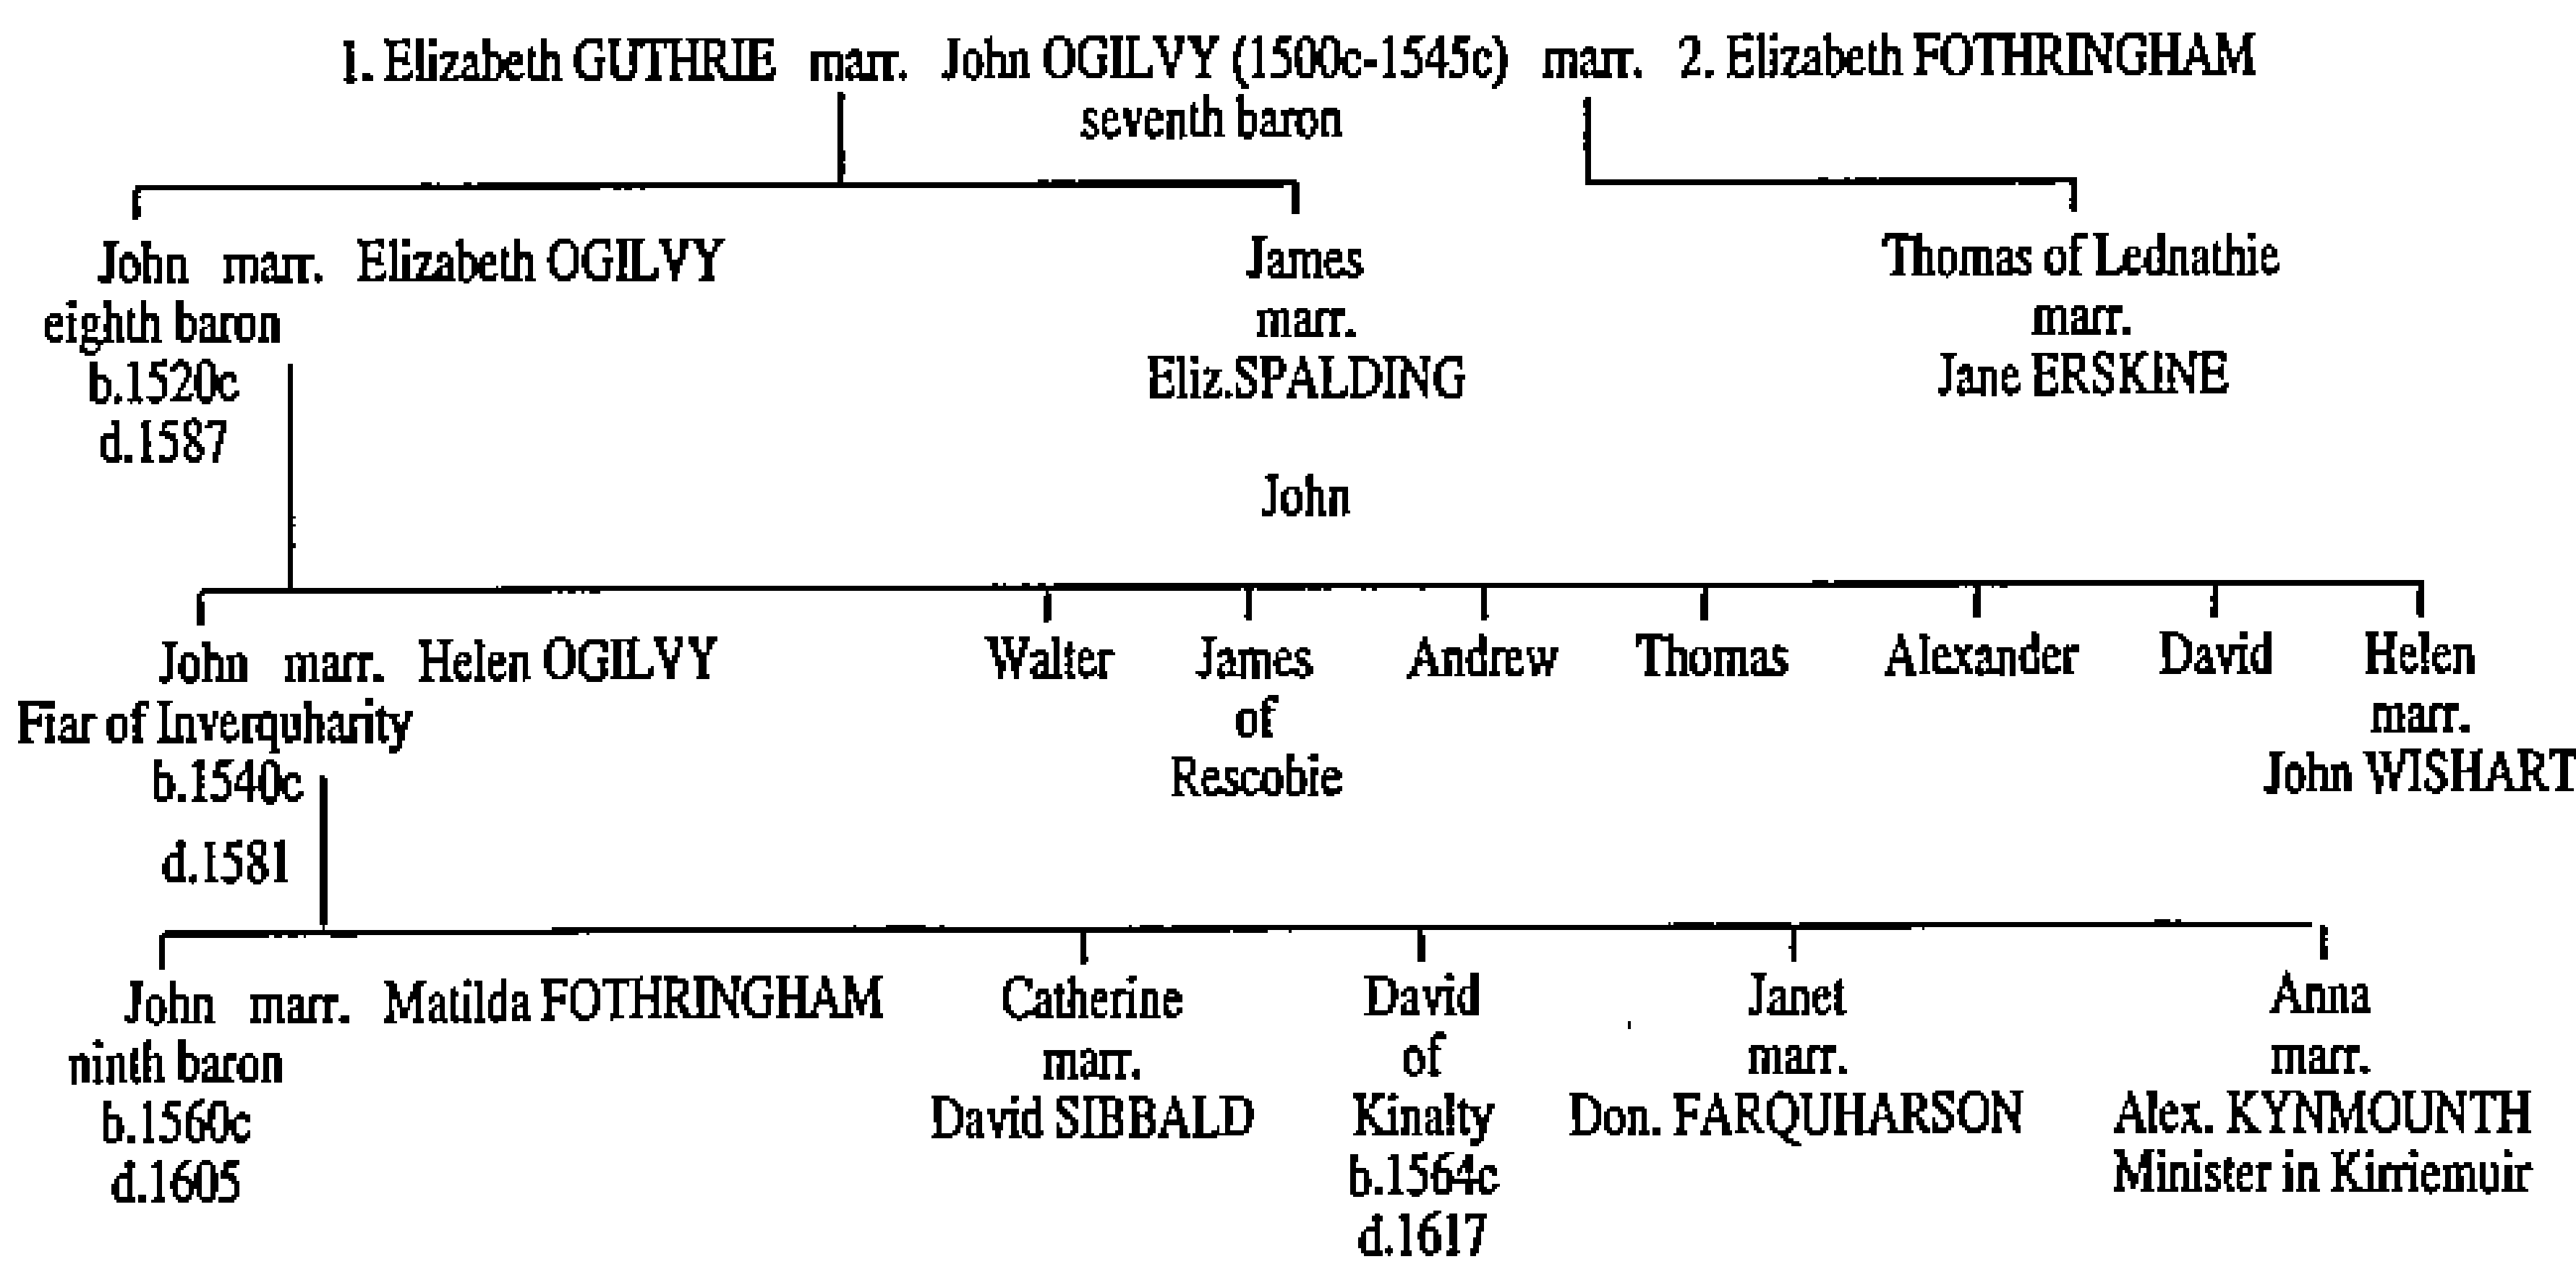 1. Elizabeth GUTHRIE marr. John OGILVY (1500c-1545c) marr. 2. Elizabeth FOTHRINGHAM
seventh baron
John marr. Elizabeth OGILVY
eighth baron
b.1520c
d.1587
James
marr.
Eliz.SPALDING
Thomas of Lednathie
marr.
Jane ERSKINE
John
John marr. Helen OGILVY
Fiar of Inverquharity
b.1540c
d.1581
Walter
James
of
Rescobie
Andrew
Thomas
Alexander
David
Helen
marr.
John WISHART
John marr. Matilda FOTHRINGHAM
ninth baron
b.1560c
d.1605
Catherine
marr.
David SIBBALD
David
of
Kinalty
b.1564c
d.1617
Janet
marr.
Don. FARQUHARSON
Anna
marr.
Alex. KYNMOUNTH
Minister in Kirriemuir